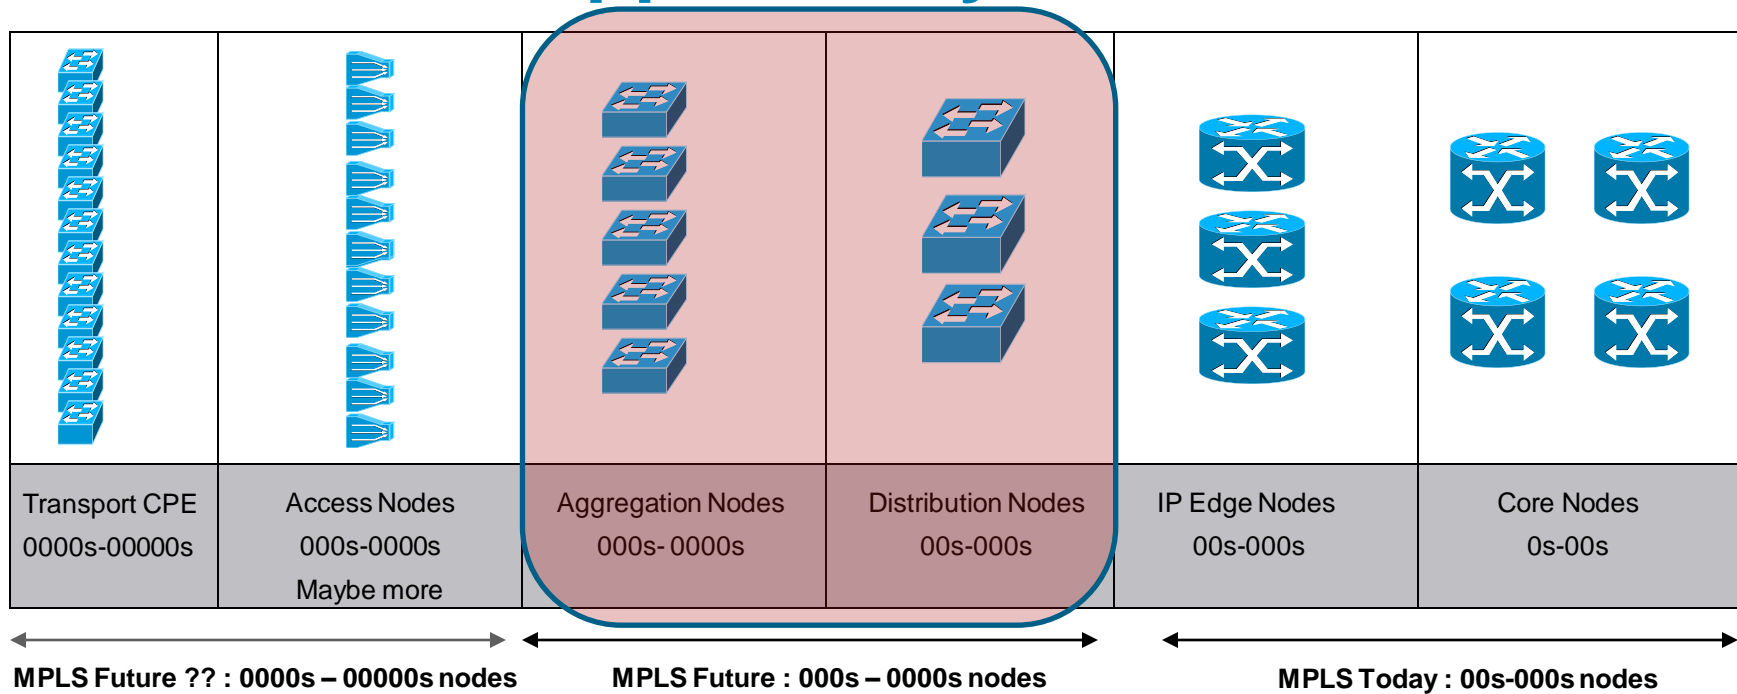 Transport CPE
0000s-00000s
Access Nodes
000s-0000s
Maybe more
Aggregation Nodes
000s- 0000s
Distribution Nodes
00s-000s
IP Edge Nodes
00s-000s
Core Nodes
0s-00s
MPLS Future ?? : 0000s – 00000s nodes
MPLS Future : 000s – 0000s nodes
MPLS Today : 00s-000s nodes